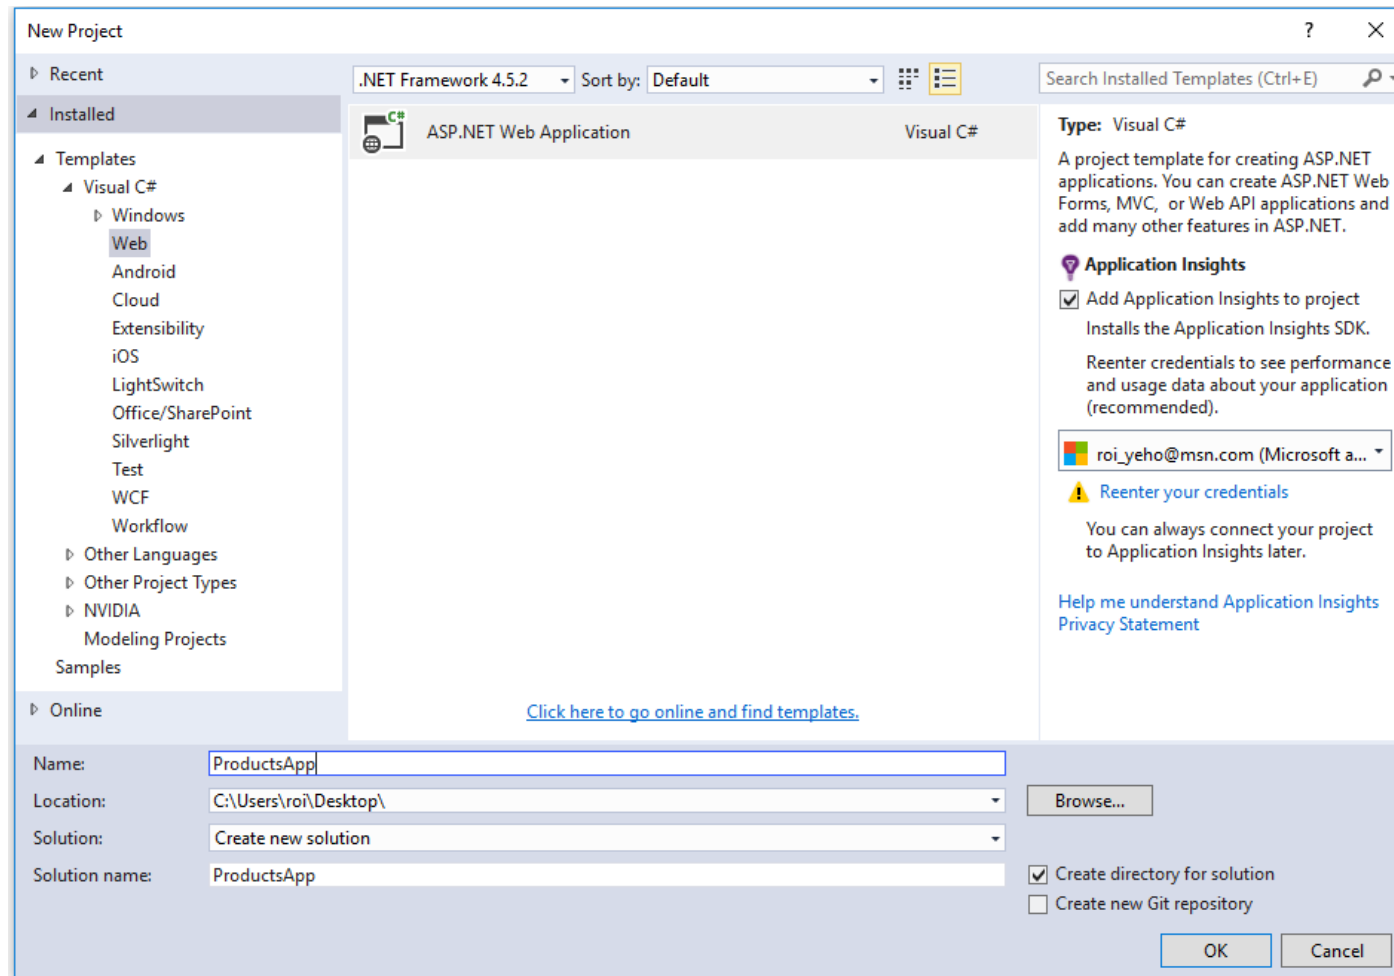 New Project
?
Recent
.NET Framework 4.5.2
Sort by: Default
Search Installed Templates (Ctrl+E)
Installed
Templates
Visual C#
Windows
Web
Android
Cloud
Extensibility
iOS
LightSwitch
Office/SharePoint
Silverlight
Test
WCF
Workflow
Other Languages
Other Project Types
NVIDIA
Modeling Projects
Samples
Online
C#
ASP.NET Web Application Visual C#
Click here to go online and find templates.
Type: Visual C#
A project template for creating ASP.NET
applications. You can create ASP.NET Web
Forms, MVC, or Web API applications and
add many other features in ASP.NET.
Application Insights
Add Application Insights to project
Installs the Application Insights SDK.
Reenter credentials to see performance
and usage data about your application
(recommended).
roi_yeho@msn.com (Microsoft a...
Reenter your credentials
You can always connect your project
to Application Insights later.
Help me understand Application Insights
Privacy Statement
Name: ProductsApp
Location: C:\Users\roi\Desktop\
Browse...
Solution: Create new solution
Solution name: ProductsApp
Create directory for solution
Create new Git repository
OK
Cancel